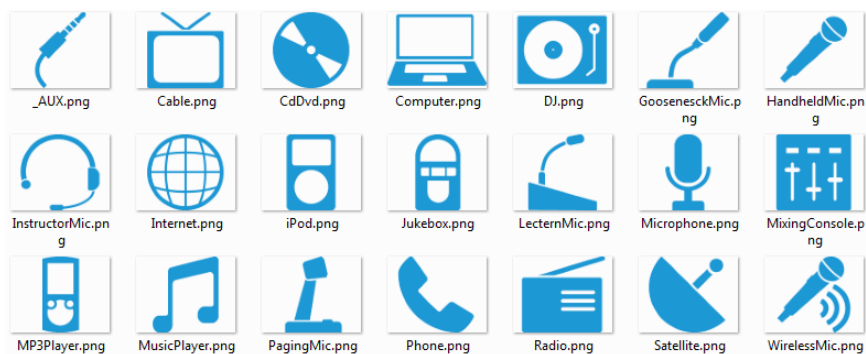 _AUX.png
Cable.png
CdDvd.png
Computer.png
DJ.png
GoosenesckMic.p
ng
HandheldMic.pn
g
InstructorMic.pn
g
Internet.png
iPod.png
Jukebox.png
LecternMic.png
Microphone.png
MixingConsole.p
ng
MP3Player.png
MusicPlayer.png
PagingMic.png
Phone.png
Radio.png
Satellite.png
WirelessMic.png